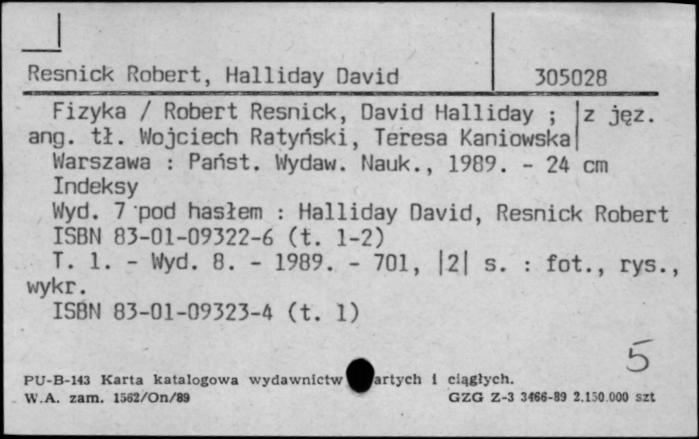 Resnick Robert, Halliday David 305028
Fizyka / Robert Resnick, David Halliday ; |z jęz.
ang. tł. Wojciech Ratyński, Teresa Kaniowska|
Warszawa : Państ. Wydaw. Nauk., 1989. - 24 cm
Indeksy
Wyd. 7 pod hasłem : Halliday David, Resnick Robert
ISBN 83-01-09322-6 (t. 1-2)
T. 1. - Wyd. 8. - 1989. - 701, |2| s. : fot., rys.,
wykr.
ISBN 83-01-09323-4 (t. 1)
5
PU-B-143 Karta katalogowa wydawnictw artych i ciągłych.
W.A. zam. 1562/On/89 GZG Z-3 3466-89 2.150.000 szt